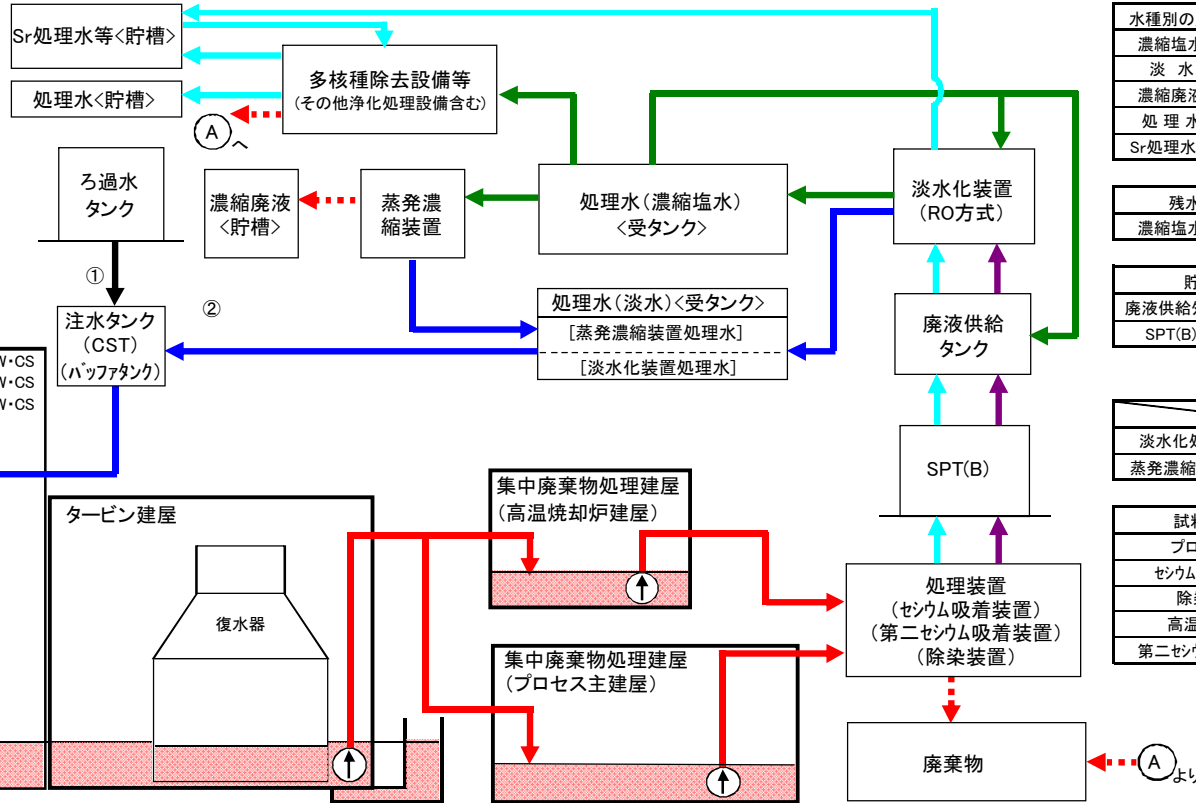 Sr処理水等<貯槽>
処理水<貯槽>
多核種除去設備等
(その他浄化処理設備含む)
A へ
ろ過水
タンク
濃縮廃液
<貯槽>
蒸発濃
縮装置
処理水(濃縮塩水)
<受タンク>
淡水化装置
(RO方式)
①
②
注水タンク
(CST)
(バッファタンク)
処理水(淡水)<受タンク>
[蒸発濃縮装置処理水]
[淡水化装置処理水]
廃液供給
タンク
W・CS
W・CS
W・CS
SPT(B)
タービン建屋
復水器
集中廃棄物処理建屋
(高温焼却炉建屋)
集中廃棄物処理建屋
(プロセス主建屋)
処理装置
(セシウム吸着装置)
(第二セシウム吸着装置)
(除染装置)
廃棄物
A より
水種別の
濃縮塩水
淡 水
濃縮廃液
処 理 水
Sr処理水
残水
濃縮塩水
貯
廃液供給
SPT(B)
淡水化処
蒸発濃縮
試料
プロ
セシウム
除染
高温
第二セシウ